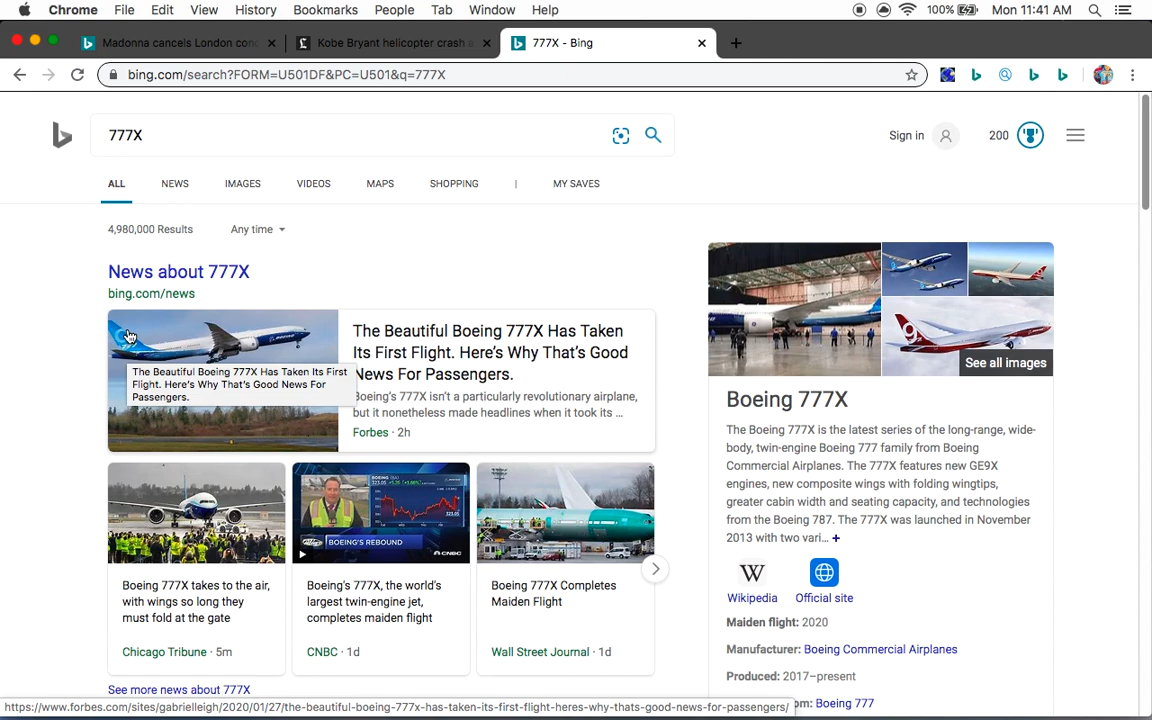 Chrome File Edit View History Bookmarks People Tab Window Help 100% Mon 11:41 AM
Madonna cancels London con
Kobe Bryant helicopter crash i
777X - Bing
bing.com/search?FORM=U501DF&PC=U501&q=777X
777X
Sign in
200
ALL NEWS IMAGES VIDEOS MAPS SHOPPING | MY SAVES
4,980,000 Results Any time
News about 777X
bing.com/news
The Beautiful Boeing 777X Has Taken
Its First Flight. Here's Why That's Good
News For Passengers.
Boeing's 777X isn't a particularly revolutionary airplane,
but it nonetheless made headlines when it took its ...
Forbes · 2h
The Beautiful Boeing 777X Has Taken Its First
Flight. Here's Why That's Good News For
Passengers.
BOEING'S REBOUND
CNBC
Boeing 777X takes to the air,
with wings so long they
must fold at the gate
Chicago Tribune · 5m
Boeing's 777X, the world's
largest twin-engine jet,
completes maiden flight
CNBC · 1d
Boeing 777X Completes
Maiden Flight
Wall Street Journal · 1d
See more news about 777X
See all images
Boeing 777X
The Boeing 777X is the latest series of the long-range, wide-
body, twin-engine Boeing 777 family from Boeing
Commercial Airplanes. The 777X features new GE9X
engines, new composite wings with folding wingtips,
greater cabin width and seating capacity, and technologies
from the Boeing 787. The 777X was launched in November
2013 with two vari... +
W
Wikipedia Official site
Maiden flight: 2020
Manufacturer: Boeing Commercial Airplanes
Produced: 2017–present
om: Boeing 777
https://www.forbes.com/sites/gabrielleigh/2020/01/27/the-beautiful-boeing-777x-has-taken-its-first-flight-heres-why-thats-good-news-for-passengers/